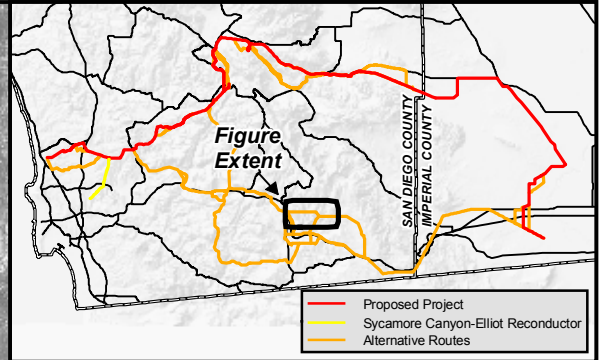 Figure
Extent
SAN DIEGO COUNTY
IMPERIAL COUNTY
Proposed Project
Sycamore Canyon-Elliot Reconductor
Alternative Routes